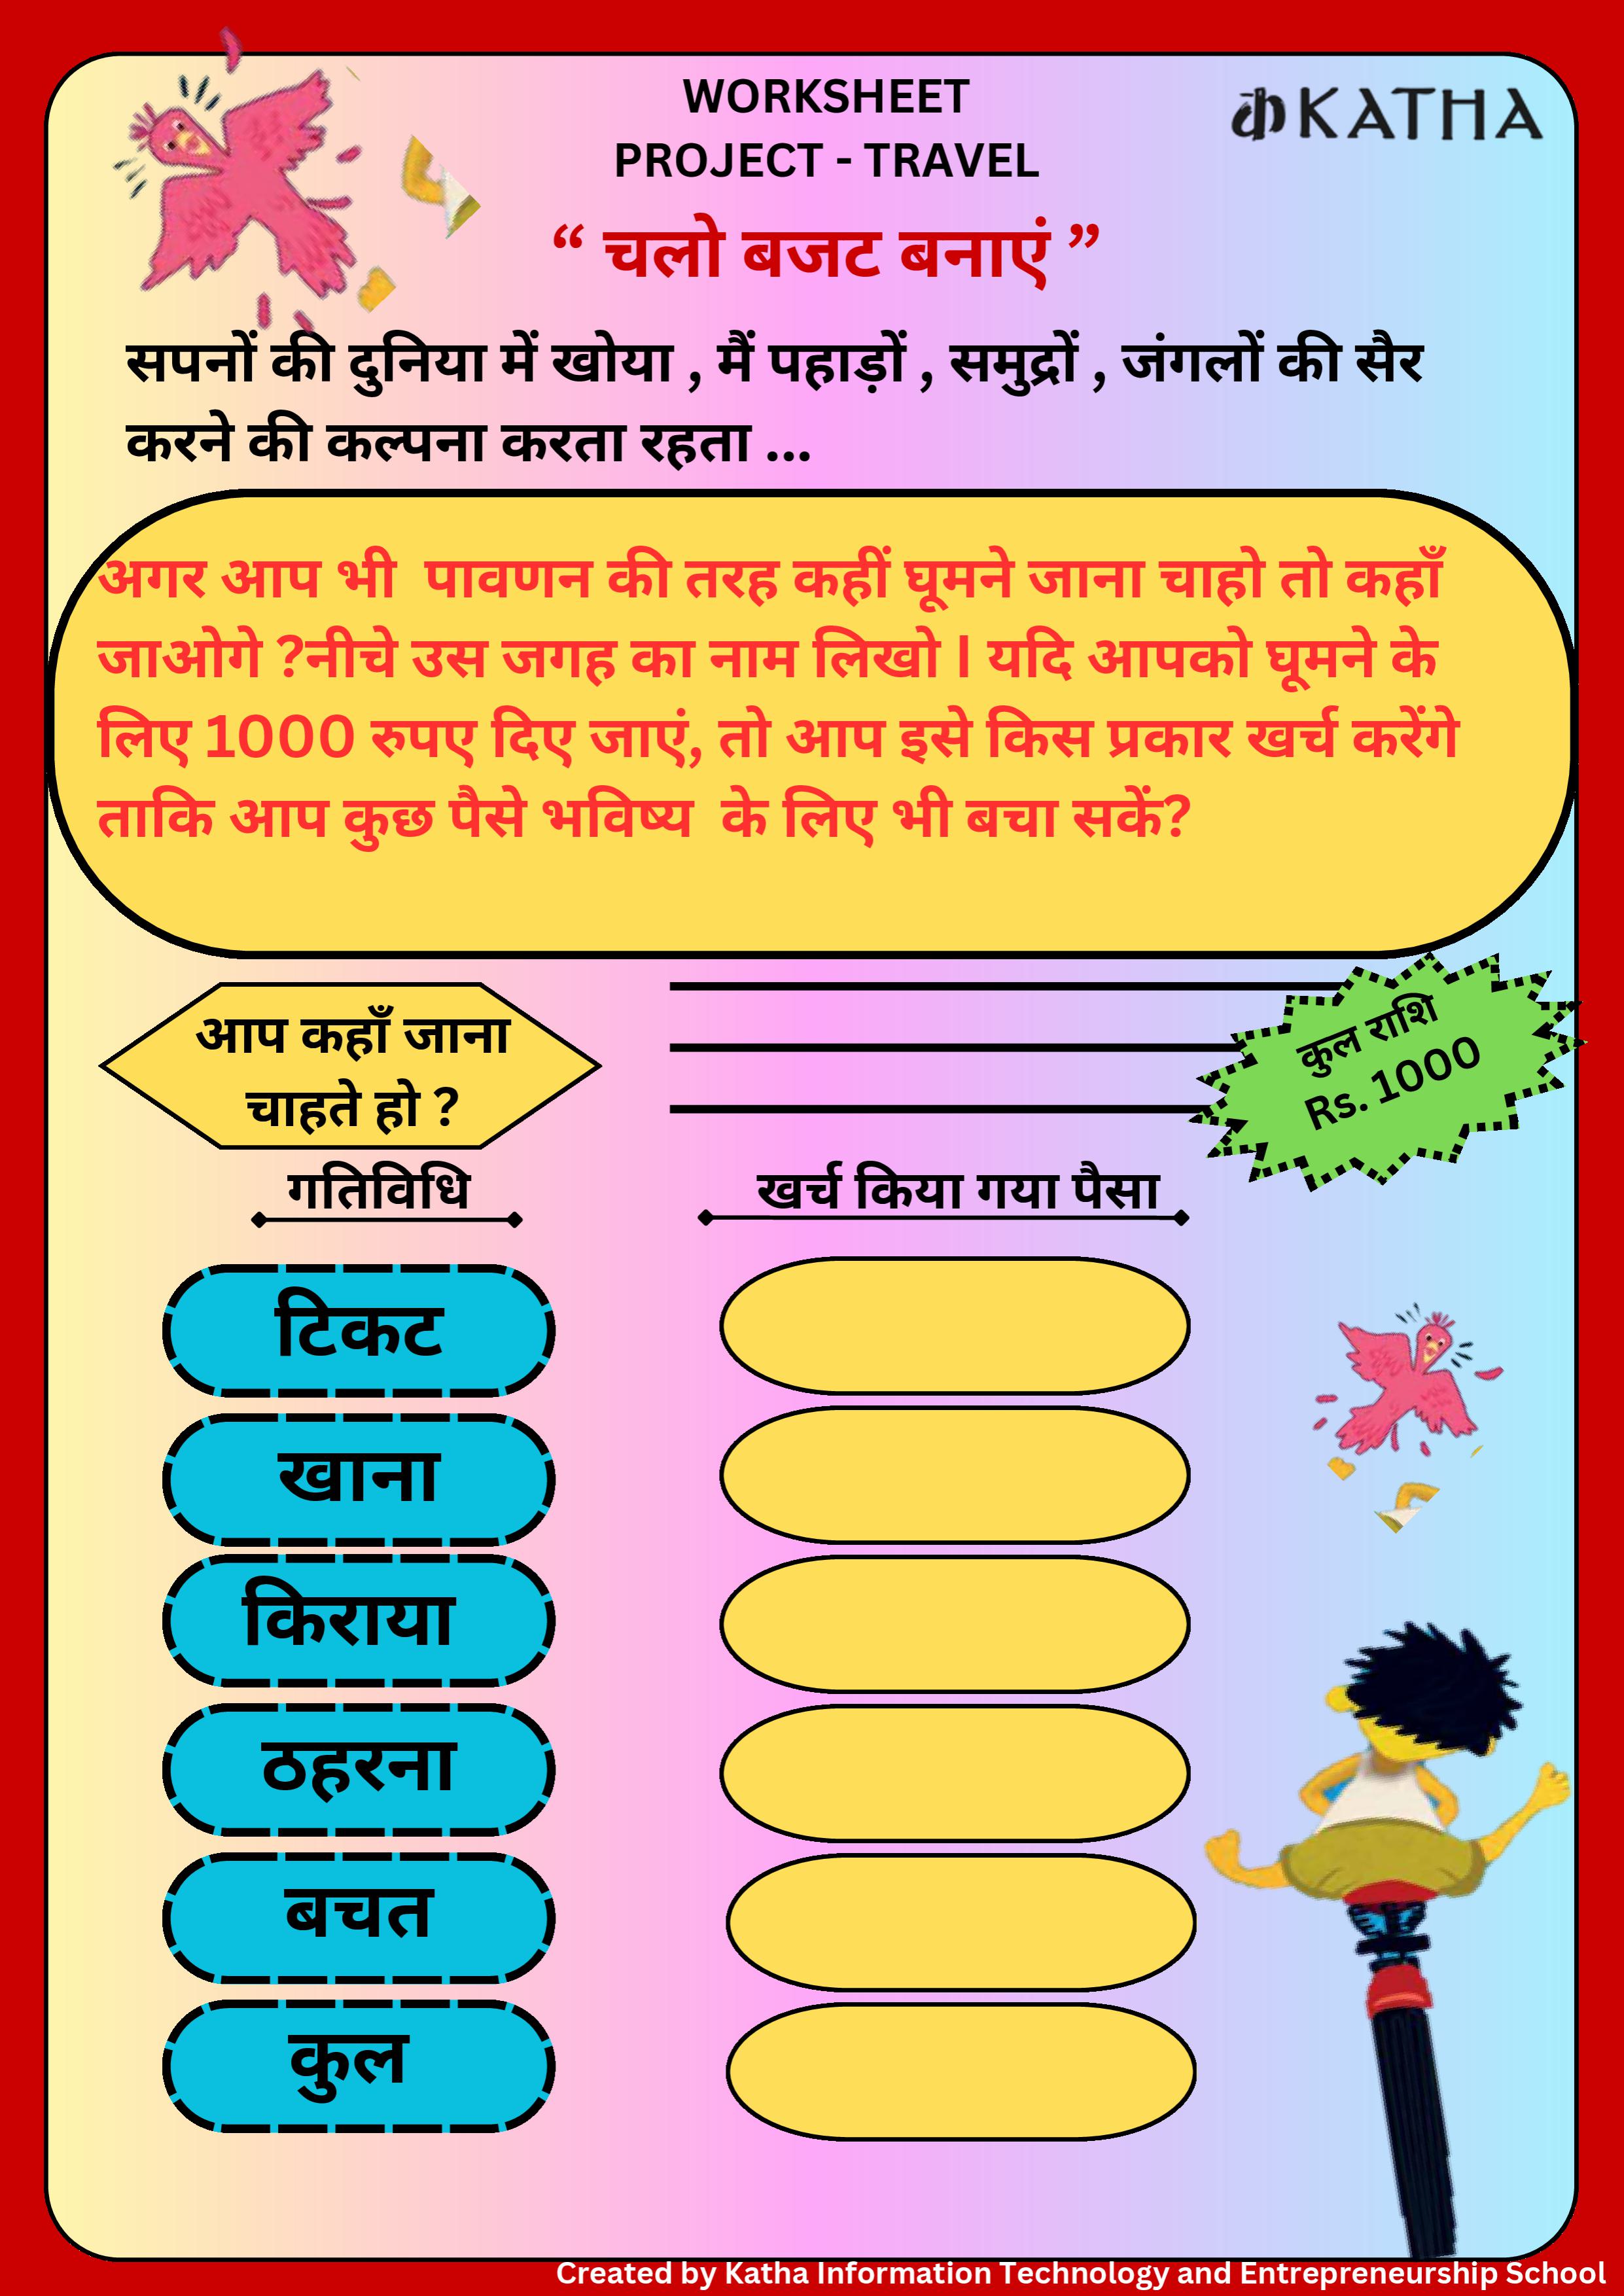 WORKSHEET
PROJECT - TRAVEL
कKATHA
“ चलो बजट बनाएं ”
सपनों की दुनिया में खोया , मैं पहाड़ों , समुद्रों , जंगलों की सैर
करने की कल्पना करता रहता ...
अगर आप भी पावणन की तरह कहीं घूमने जाना चाहो तो कहाँ
जाओगे ?नीचे उस जगह का नाम लिखो l यदि आपको घूमने के
लिए 1000 रुपए दिए जाएं, तो आप इसे किस प्रकार खर्च करेंगे
ताकि आप कुछ पैसे भविष्य के लिए भी बचा सकें?
आप कहाँ जाना
चाहते हो ?
कुल राशि
Rs. 1000
गतिविधि
खर्च किया गया पैसा
टिकट
खाना
किराया
ठहरना
बचत
कुल
Created by Katha Information Technology and Entrepreneurship School